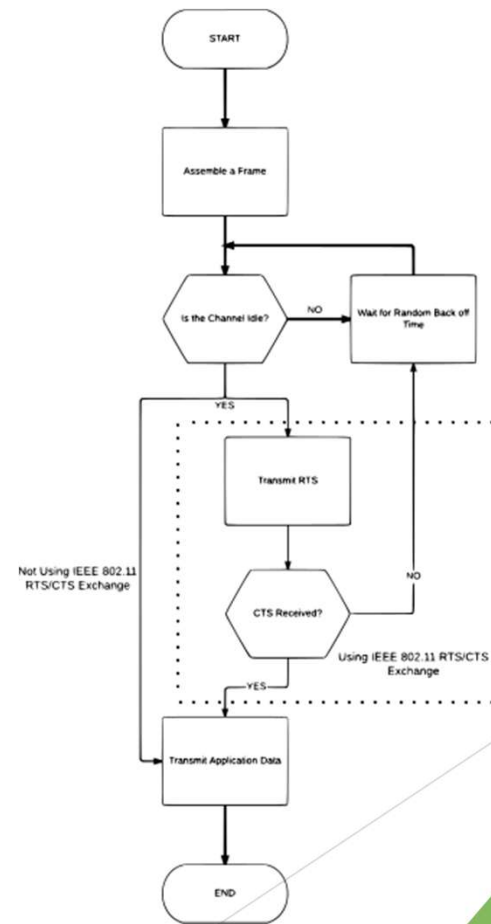 START
Assemble a Frame
Is the Channel Idle?
NO
Wait for Random Back off
Time
YES
Transmit RTS
Not Using IEEE 802.11
RTS/CTS Exchange
NO
CTS Received?
Using IEEE 802.11 RTS/CTS
Exchange
YES
Transmit Application Data
END